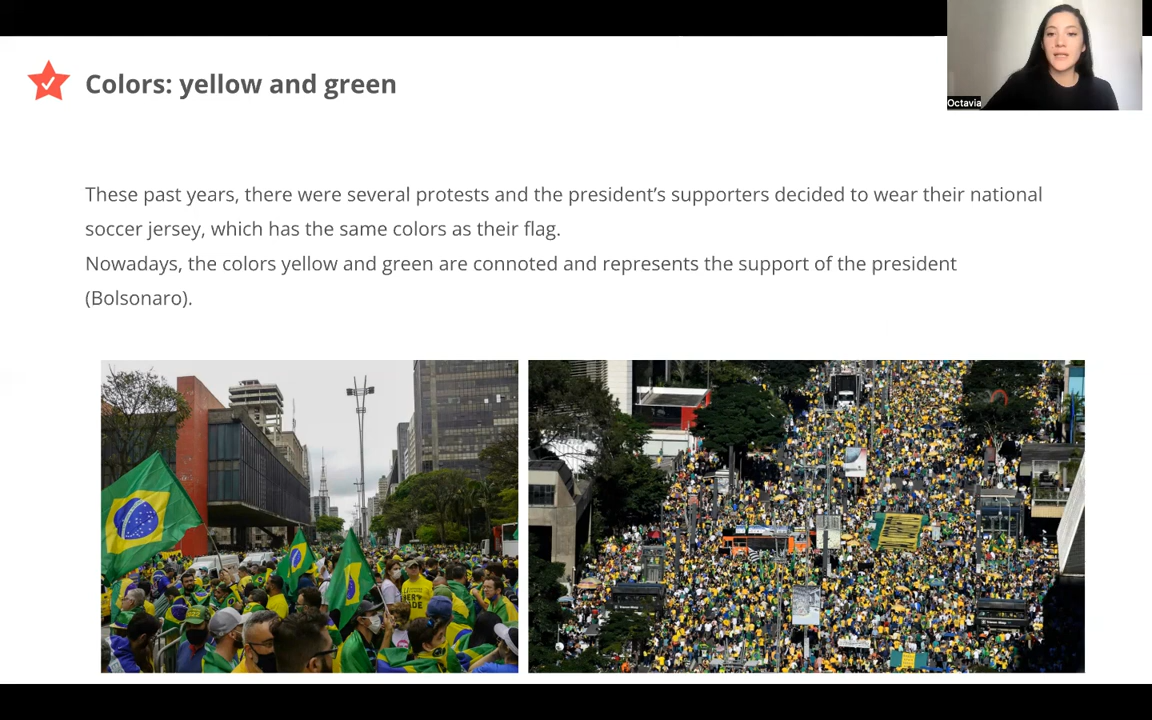 Colors: yellow and green
Octavia
These past years, there were several protests and the president’s supporters decided to wear their national
soccer jersey, which has the same colors as their flag.
Nowadays, the colors yellow and green are connoted and represents the support of the president
(Bolsonaro).